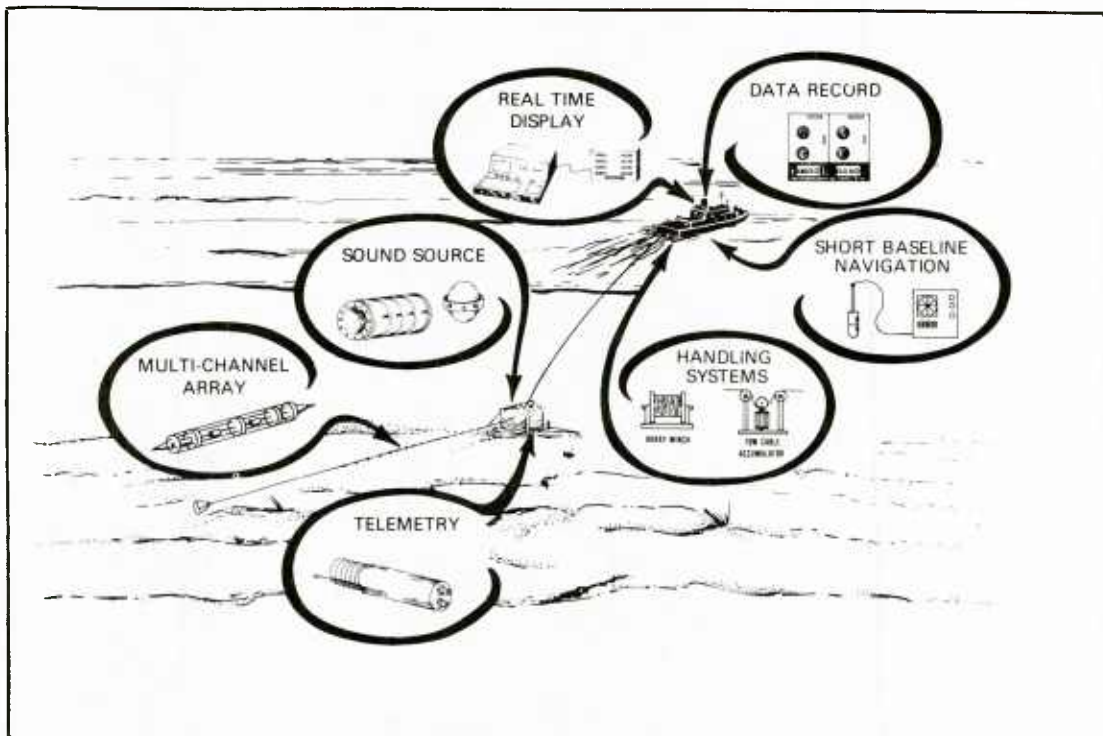 REAL TIME
DISPLAY
DATA RECORD
SOUND SOURCE
SHORT BASELINE
NAVIGATION
MULTI-CHANNEL
ARRAY
HANDLING
SYSTEMS
WINCH
TOW CABLE
ACCUMULATOR
TELEMETRY